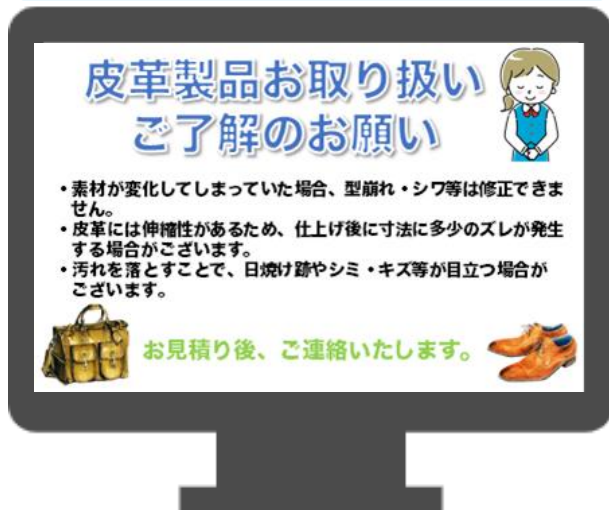 皮革製品お取り扱い
ご了解のお願い
・素材が変化してしまっていた場合、型崩れ・シワ等は修正できま
せん。
・皮革には伸縮性があるため、仕上げ後に寸法に多少のズレが発生
する場合がございます。
・汚れを落とすことで、日焼け跡やシミ・キズ等が目立つ場合が
ございます。
お見積り後、ご連絡いたします。